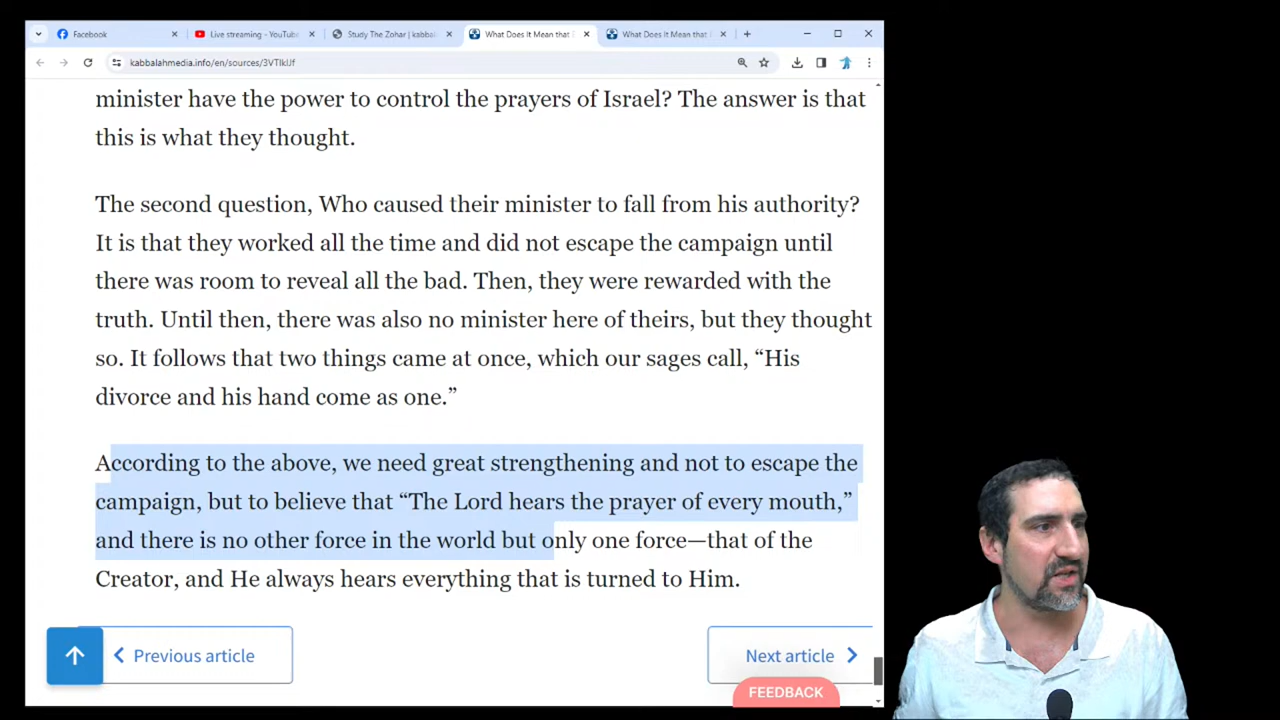 Facebook
Live streaming - YouTube
Study The Zohar | kabbal
What Does It Mean that
What Does It Mean that
kabbalahmedia.info/en/sources/3VTlklJf
minister have the power to control the prayers of Israel? The answer is that
this is what they thought.
The second question, Who caused their minister to fall from his authority?
It is that they worked all the time and did not escape the campaign until
there was room to reveal all the bad. Then, they were rewarded with the
truth. Until then, there was also no minister here of theirs, but they thought
so. It follows that two things came at once, which our sages call, “His
divorce and his hand come as one.”
According to the above, we need great strengthening and not to escape the
campaign, but to believe that “The Lord hears the prayer of every mouth,”
and there is no other force in the world but only one force—that of the
Creator, and He always hears everything that is turned to Him.
Previous article
Next article
FEEDBACK